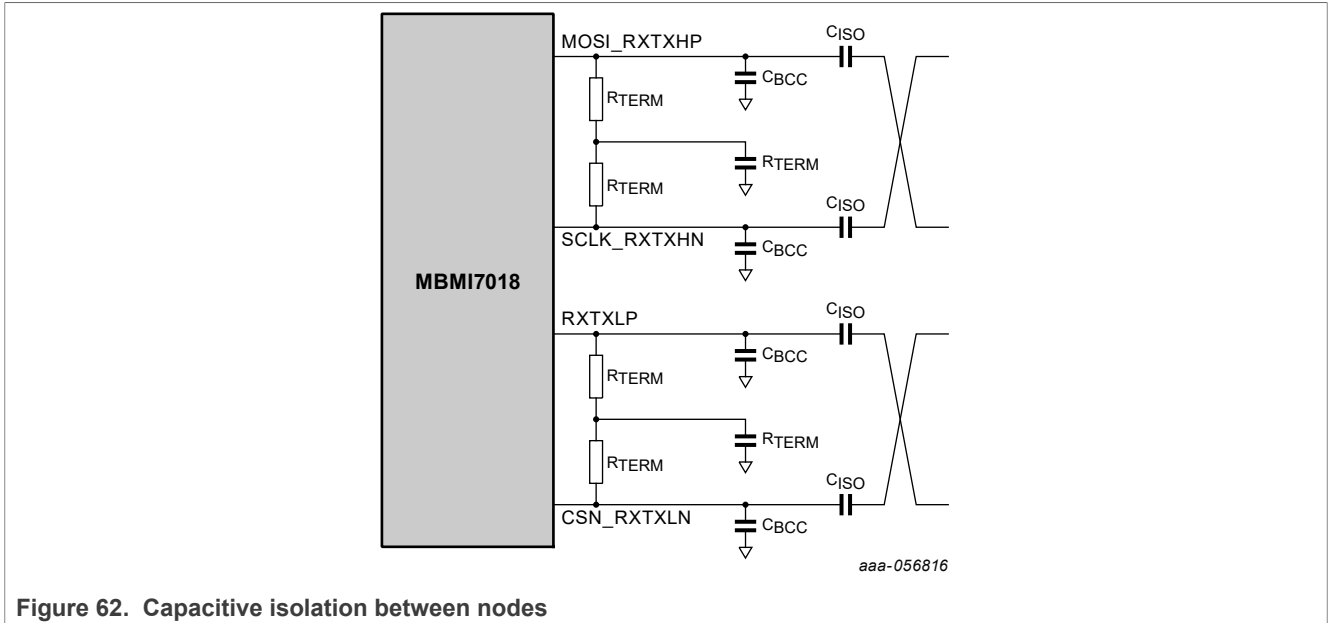 MOSI_RXTXHP
CISO
CBCC
RTERM
RTERM
RTERM
CISO
SCLK_RXTXHN
CBCC
MBMI7018
RXTXLP
CISO
CBCC
RTERM
RTERM
RTERM
CISO
CSN_RXTXLN
CBCC
aaa-056816
Figure 62. Capacitive isolation between nodes